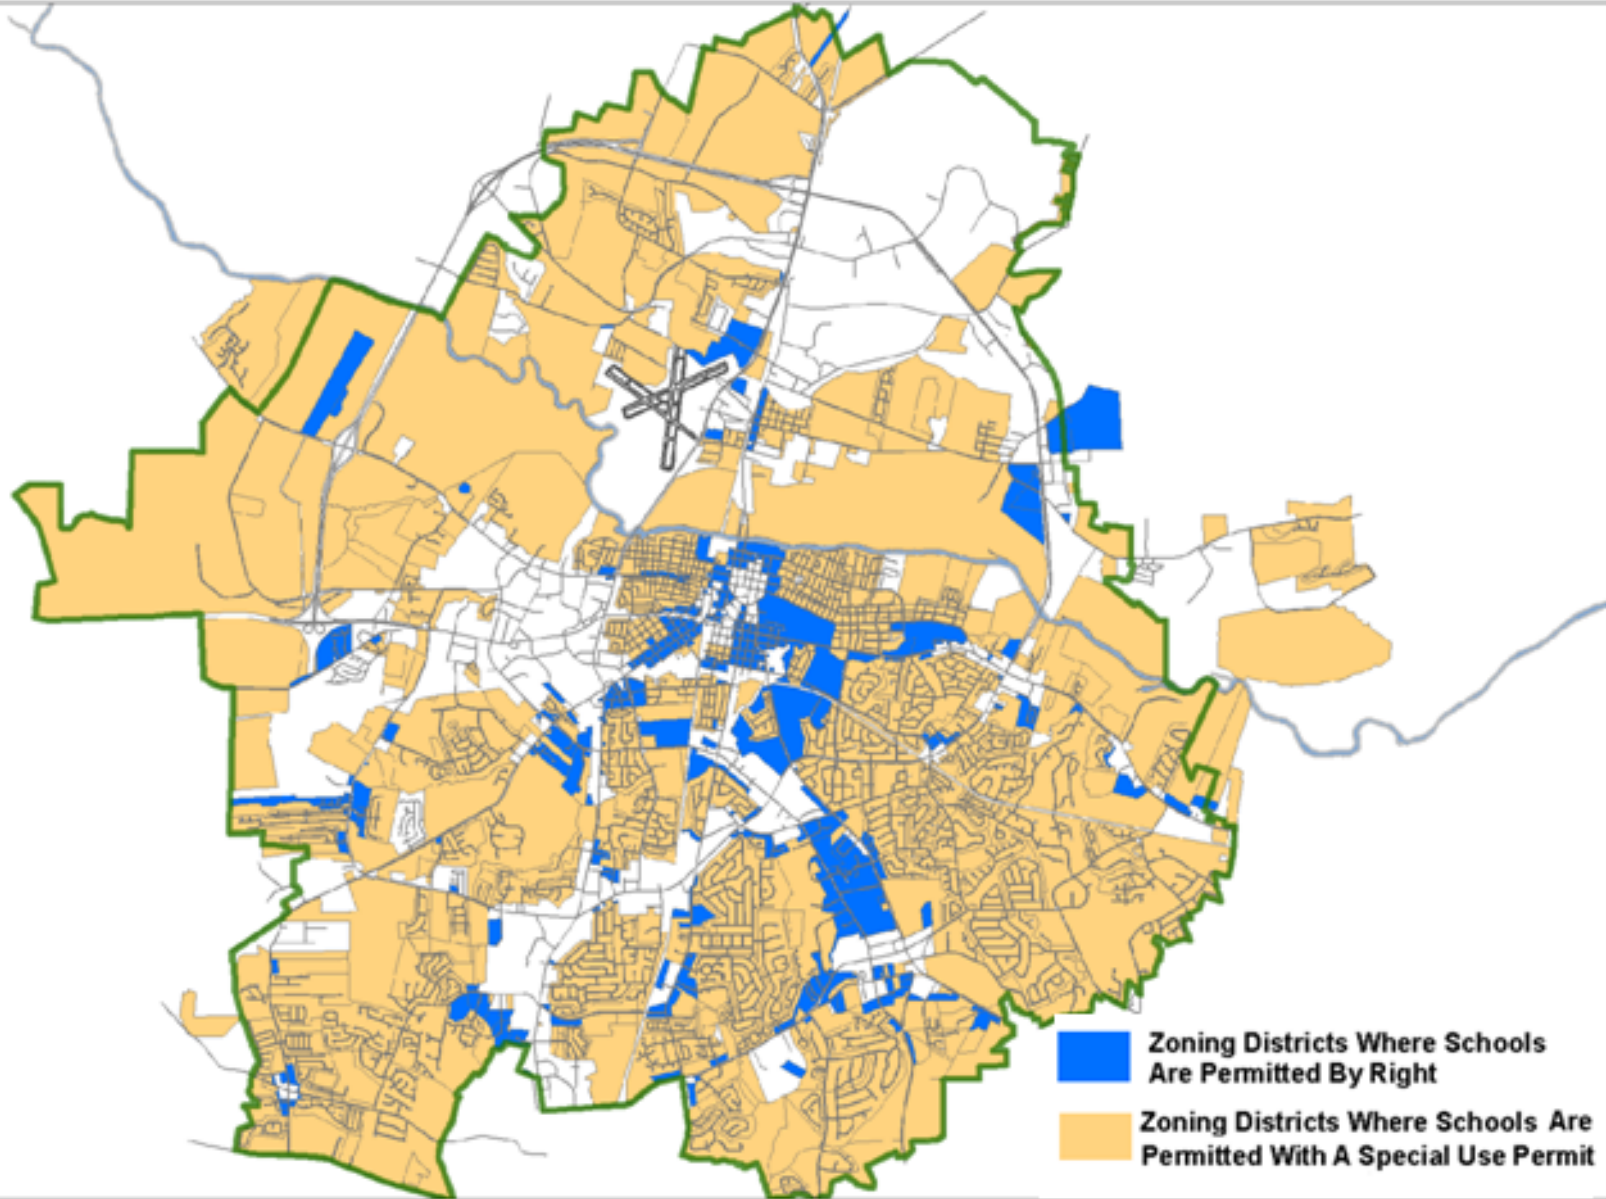 Zoning Districts Where Schools
Are Permitted By Right
Zoning Districts Where Schools Are
Permitted With A Special Use Permit